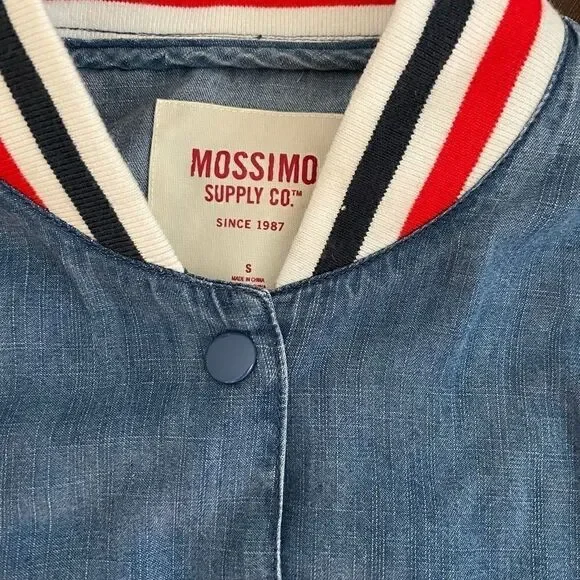 MOSSIMO
SUPPLY CO.™
SINCE 1987
S
MADE IN CHINA